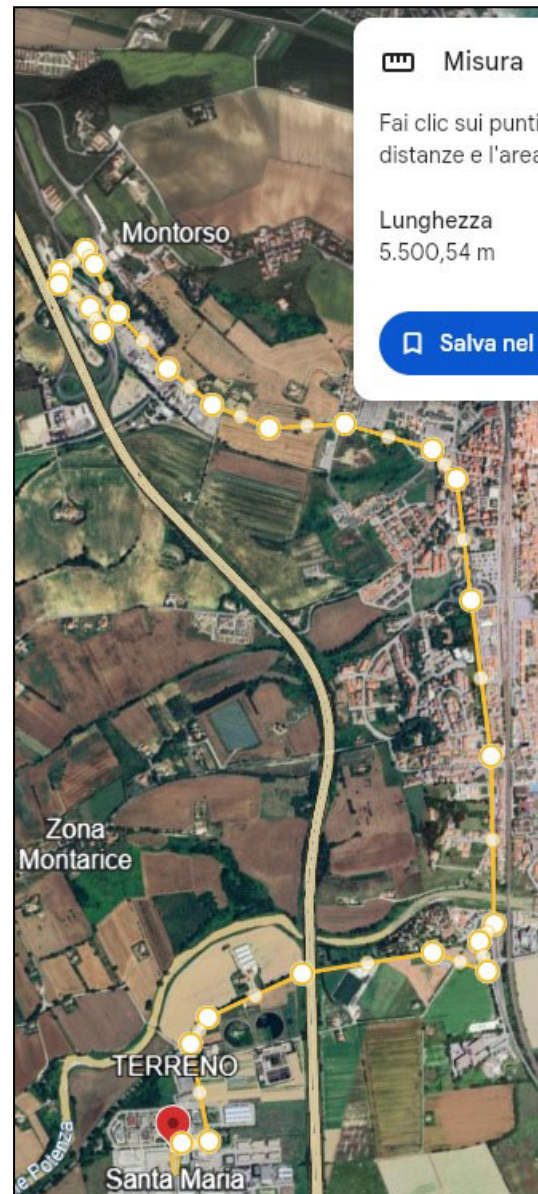 Misura
Fai clic sui punti
distanze e l'area
Lunghezza
5.500,54 m
Salva nel
Montorso
Zona
Montarice
TERRENO
e Potenza
Santa Maria